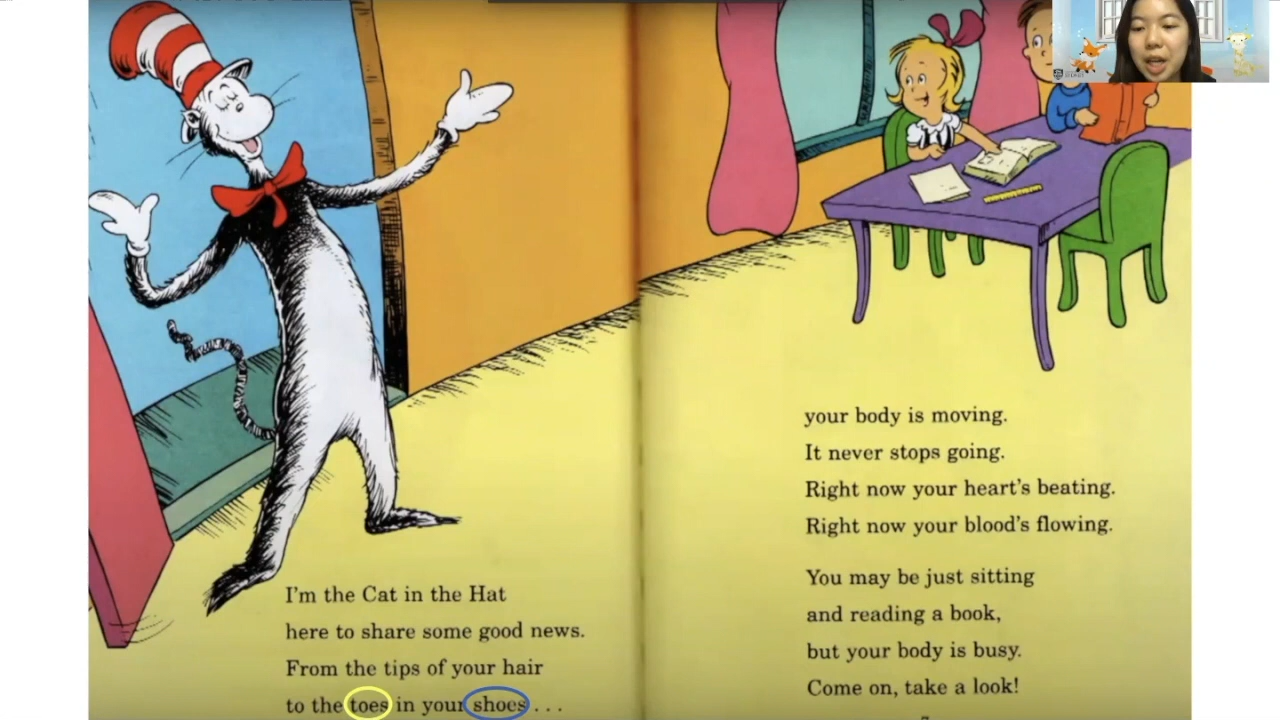 I'm the Cat in the Hat
here to share some good news.
From the tips of your hair
to the toes in your shoes . . .
your body is moving.
It never stops going.
Right now your heart's beating.
Right now your blood's flowing.
You may be just sitting
and reading a book,
but your body is busy.
Come on, take a look!